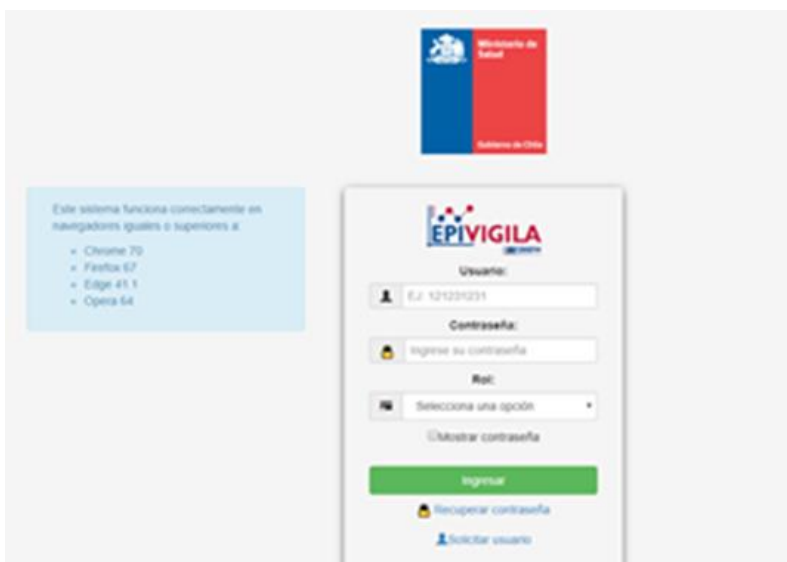 Ministerio de
Salud
Gobierno de Chile
Este sistema funciona correctamente en
navegadores iguales o superiores a:
Chrome 70
Firefox 67
Edge 41.1
Opera 64
EPIVIGILA
Usuario:
EJ: 121231231
Contraseña:
Ingrese su contraseña
Rol:
Selecciona una opción
Mostrar contraseña
Ingresar
Recuperar contraseña
Solicitar usuario